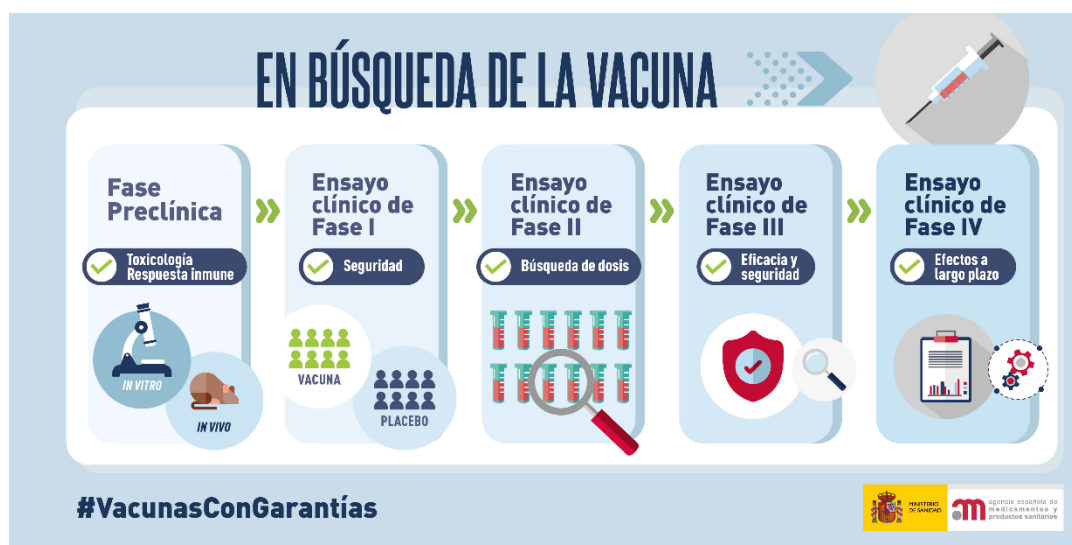 EN BÚSQUEDA DE LA VACUNA
Fase
Preclínica
Toxicología
Respuesta inmune
IN VITRO
IN VIVO
Ensayo
clínico de
Fase I
Seguridad
VACUNA
PLACEBO
Ensayo
clínico de
Fase II
Búsqueda de dosis
Ensayo
clínico de
Fase III
Eficacia y
seguridad
Ensayo
clínico de
Fase IV
Efectos a
largo plazo
#VacunasConGarantías
MINISTERIO
DE SANIDAD
agencia española de
medicamentos y
productos sanitarios